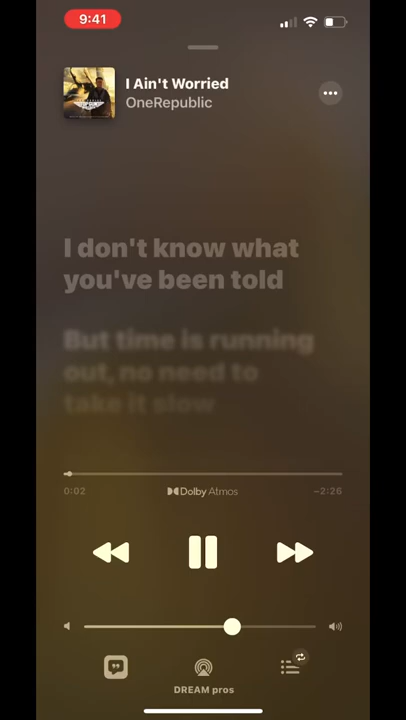 9:41
I Ain't Worried
OneRepublic
I don't know what
you've been told
But time is running
out, no need to
take it slow
0:02
Dolby Atmos
-2:26
DREAM pros